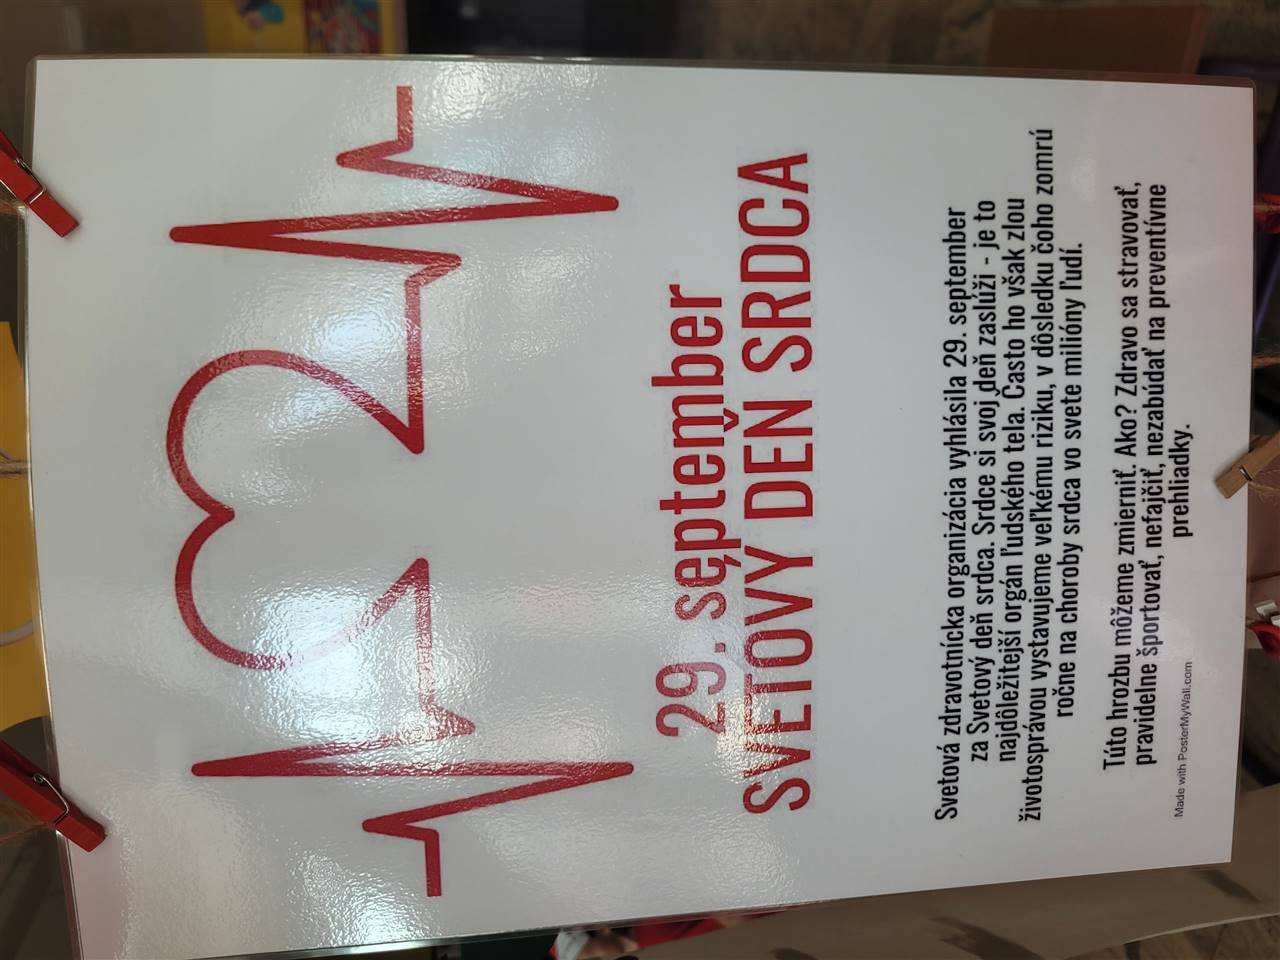 29. september
SVETOVÝ DEŇ SRDCA
Svetová zdravotnícka organizácia vyhlásila 29. september
za Svetový deň srdca. Srdce si svoj deň zaslúži - je to
najdôležitejší orgán ľudského tela. Často ho však zlou
životosprávou vystavujeme veľkému riziku, v dôsledku čoho zomrú
ročne na choroby srdca vo svete milióny ľudí.
Túto hrozbu môžeme zmierniť. Ako? Zdravo sa stravovať,
pravidelne športovať, nefajčiť, nezabúdať na preventívne
prehliadky.
Made with PosterMyWall.com